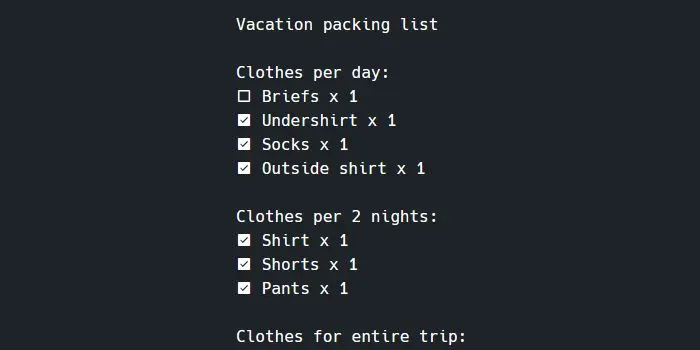 Vacation packing list
Clothes per day:
☐ Briefs x 1
☑ Undershirt x 1
☑ Socks x 1
☑ Outside shirt x 1
Clothes per 2 nights:
☑ Shirt x 1
☑ Shorts x 1
☑ Pants x 1
Clothes for entire trip: